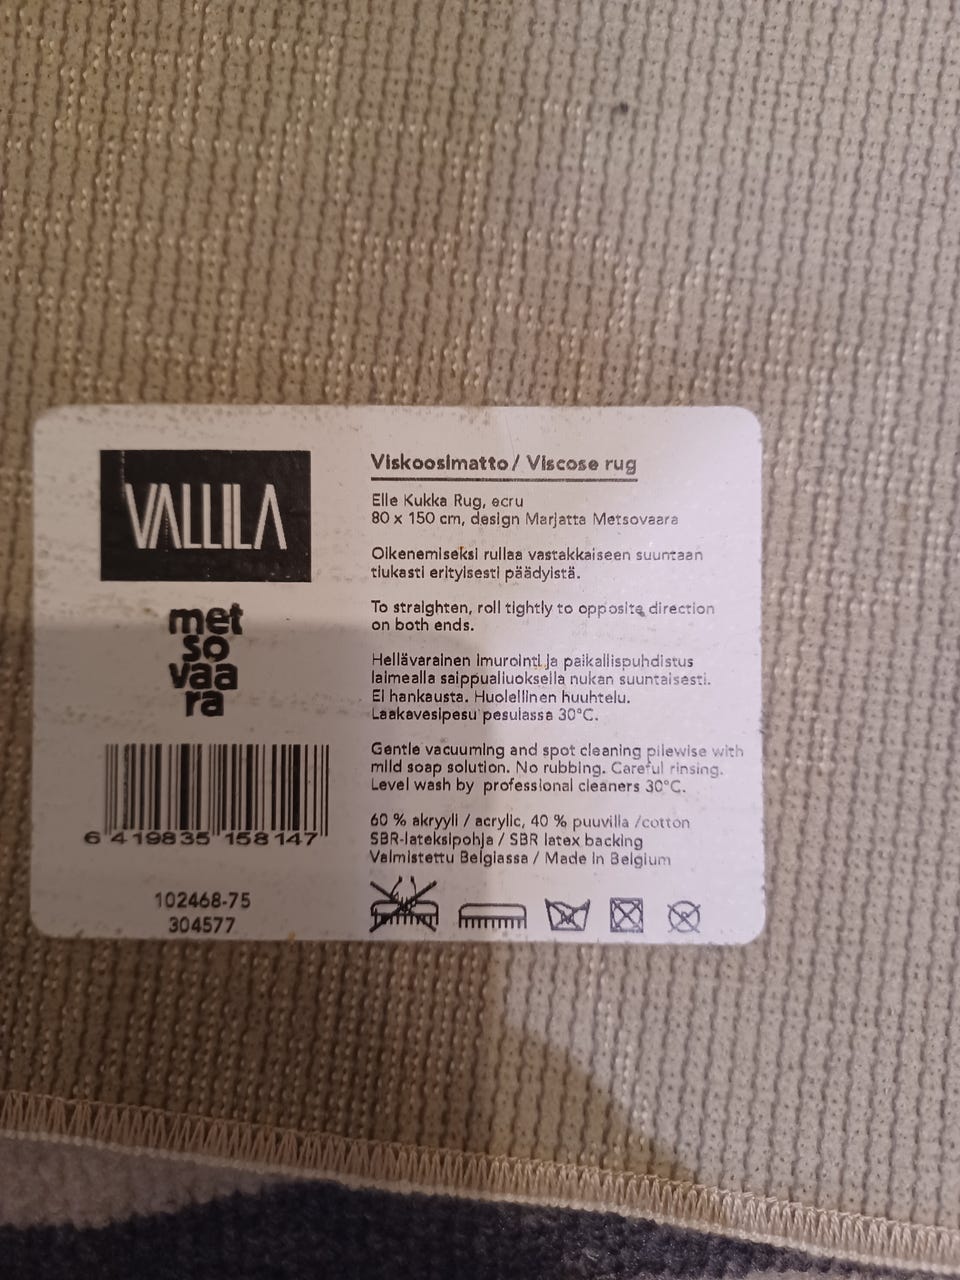 VALLILA
met
so
vaa
ra
6 419835 158147
102468-75
304577
Viskoosimatto / Viscose rug
Elle Kukka Rug, ecru
80 x 150 cm, design Marjatta Metsovaara
Oikenemiseksi rullaa vastakkaiseen suuntaan
tiukasti erityisesti päädyistä.
To straighten, roll tightly to opposite direction
on both ends.
Hellävarainen imurointi ja paikallispuhdistus
laimealla saippualiuoksella nukan suuntaisesti.
Ei hankausta. Huolellinen huuhtelu.
Laakavesipesu pesulassa 30°C.
Gentle vacuuming and spot cleaning pilewise with
mild soap solution. No rubbing. Careful rinsing.
Level wash by professional cleaners 30°C.
60 % akryyli / acrylic, 40 % puuvilla /cotton
SBR-lateksipohja / SBR latex backing
Valmistettu Belgiassa / Made in Belgium